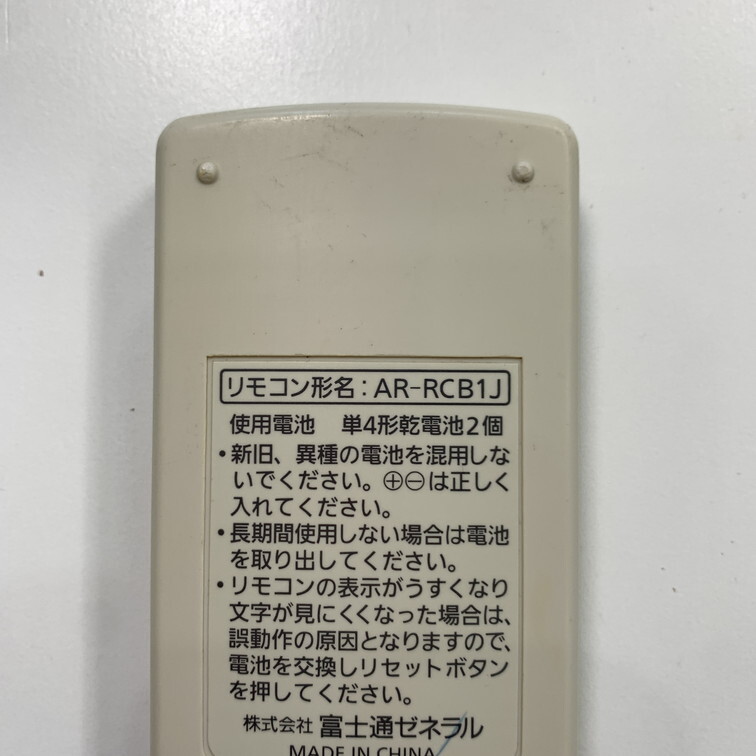 リモコン形名：AR-RCB1J
使用電池　単4形乾電池2個
・新旧、異種の電池を混用しな
いでください。⊕⊖は正しく
入れてください。
・長期間使用しない場合は電池
を取り出してください。
・リモコンの表示がうすくなり
文字が見にくくなった場合は、
誤動作の原因となりますので、
電池を交換しリセットボタン
を押してください。
株式会社 富士通ゼネラル
MADE IN CHINA